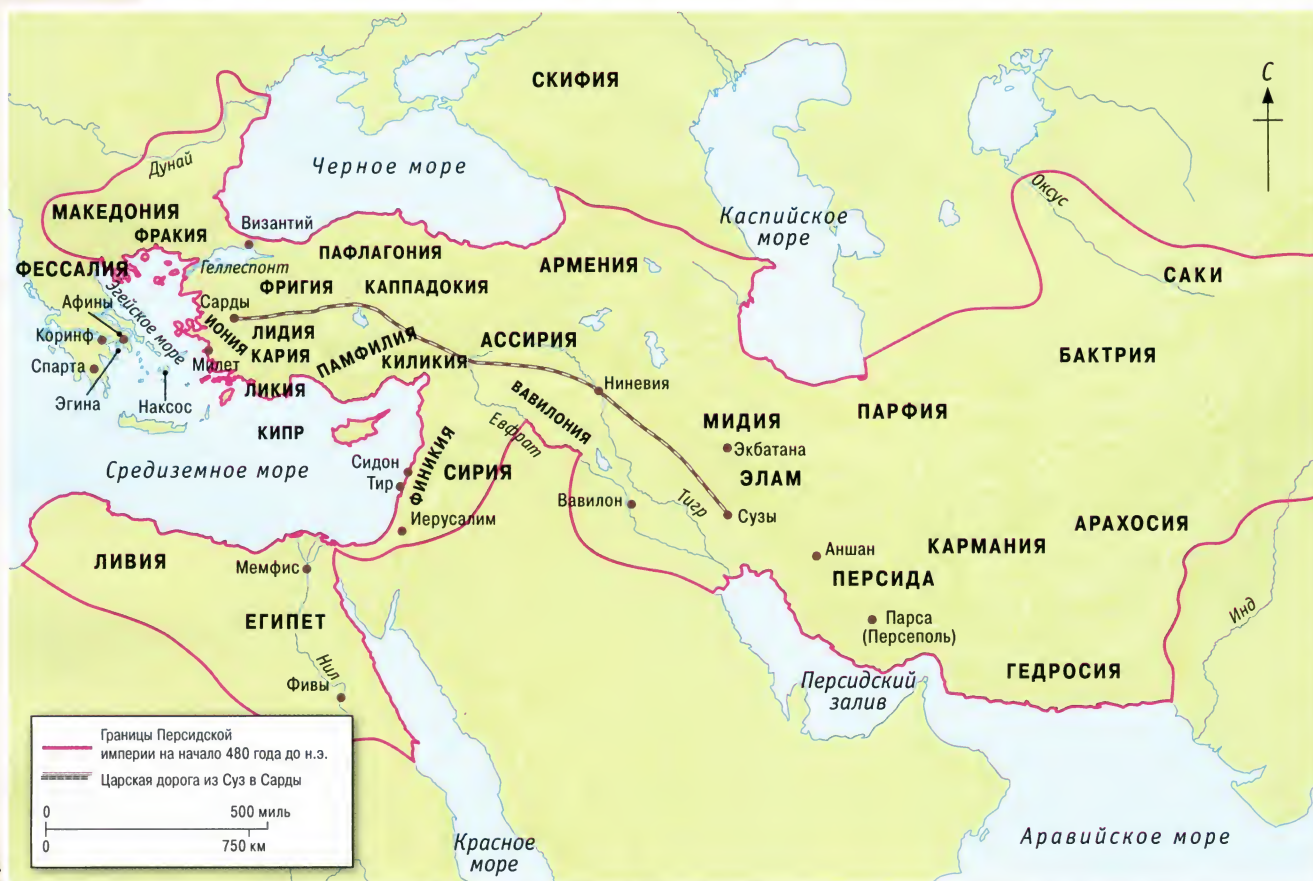 СКИФИЯ
С
Дунай
Черное море
Оксус
МАКЕДОНИЯ
ФРАКИЯ
Византий
Каспийское
море
ПАФЛАГОНИЯ
АРМЕНИЯ
ФЕССАЛИЯ
Геллеспонт
САКИ
ФРИГИЯ
КАППАДОКИЯ
Афины
Эгейское море
Сарды
ИОНИЯ
ЛИДИЯ
АССИРИЯ
Коринф
КАРИЯ
ПАМФИЛИЯ
КИЛИКИЯ
БАКТРИЯ
Спарта
Милет
Ниневия
ЛИКИЯ
Эгина
Наксос
ВАВИЛОНИЯ
МИДИЯ
ПАРФИЯ
КИПР
Евфрат
Экбатана
Средиземное море
Сидон
ФИНИКИЯ
СИРИЯ
ЭЛАМ
Тир
Вавилон
Тигр
Сузы
Иерусалим
АРАХОСИЯ
КАРМАНИЯ
ЛИВИЯ
Мемфис
Аншан
ПЕРСИДА
ЕГИПЕТ
Парса
(Персеполь)
Инд
Нил
ГЕДРОСИЯ
Фивы
Персидский
залив
Границы Персидской
империи на начало 480 года до н.э.
Царская дорога из Суз в Сарды
0 500 миль
0 750 км
Красное
море
Аравийское море